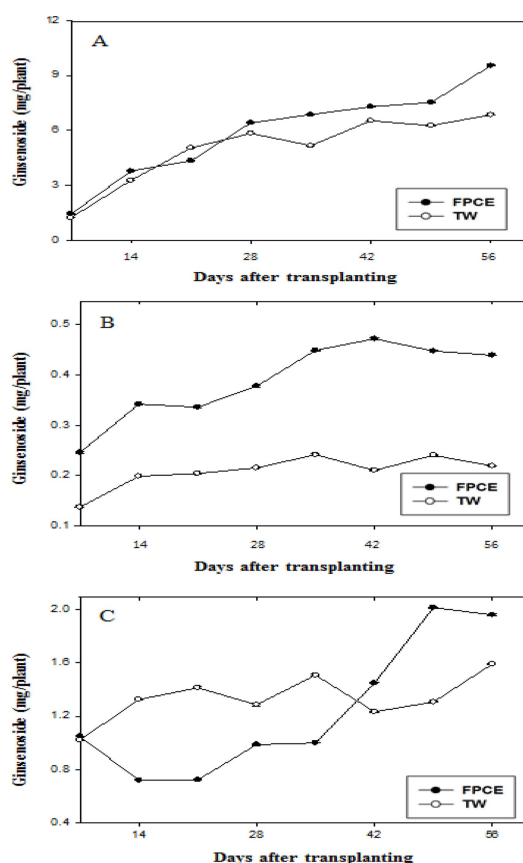 A
Ginsenoside (mg/plant)
12
9
6
3
0
FPCE
TW
14 28 42 56
Days after transplanting
B
Ginsenoside (mg/plant)
0.5
0.4
0.3
0.2
0.1
FPCE
TW
14 28 42 56
Days after transplanting
C
Ginsenoside (mg/plant)
2.0
1.6
1.2
0.8
0.4
FPCE
TW
14 28 42 56
Days after transplanting